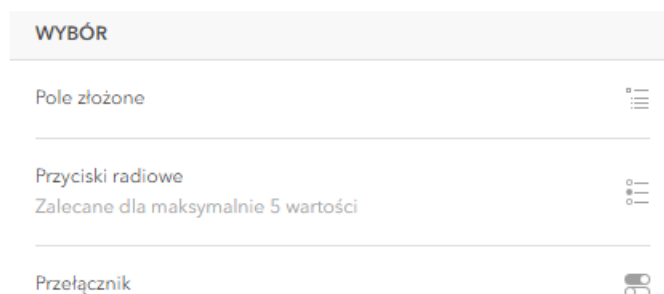 WYBÓR
Pole złożone
Przyciski radiowe
Zalecane dla maksymalnie 5 wartości
Przełącznik